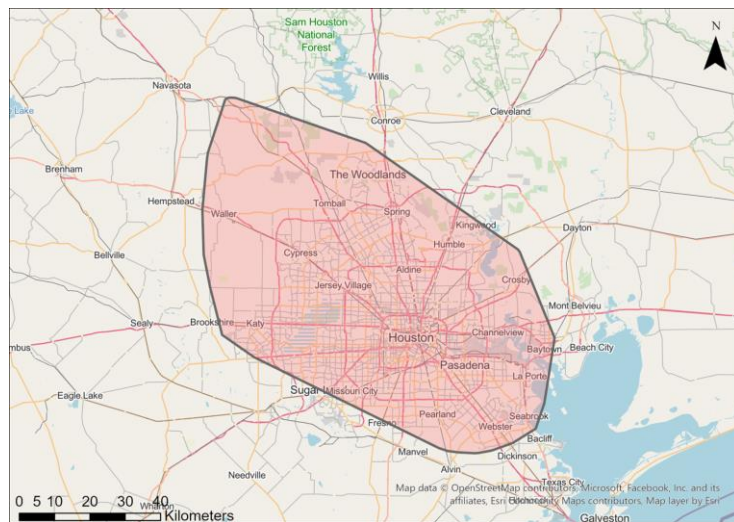 Sam Houston
National
Forest
N
Willis
Navasota
Lake
Cleveland
Conroe
Brenham
The Woodlands
Hempstead
Tomball
Waller
Spring
Kingwood
Dayton
Humble
Bellville
Cypress
Aldine
Crosby
Jersey Village
Mont Belvieu
Sealy
Brookshire
Katy
Channelview
Houston
mbus
Beach City
Baytown
Pasadena
La Porte
Sugar
Missouri City
Eagle Lake
Pearland
Seabrook
Fresno
Webster
Bacliff
Manvel
Dickinson
Alvin
Needville
Texas City
Map data © OpenStreetMap contributors, Microsoft, Facebook, Inc. and its
affiliates, Esri Community Maps contributors, Map layer by Esri
0 5 10 20 30 40
Kilometers
Wharton
Galveston